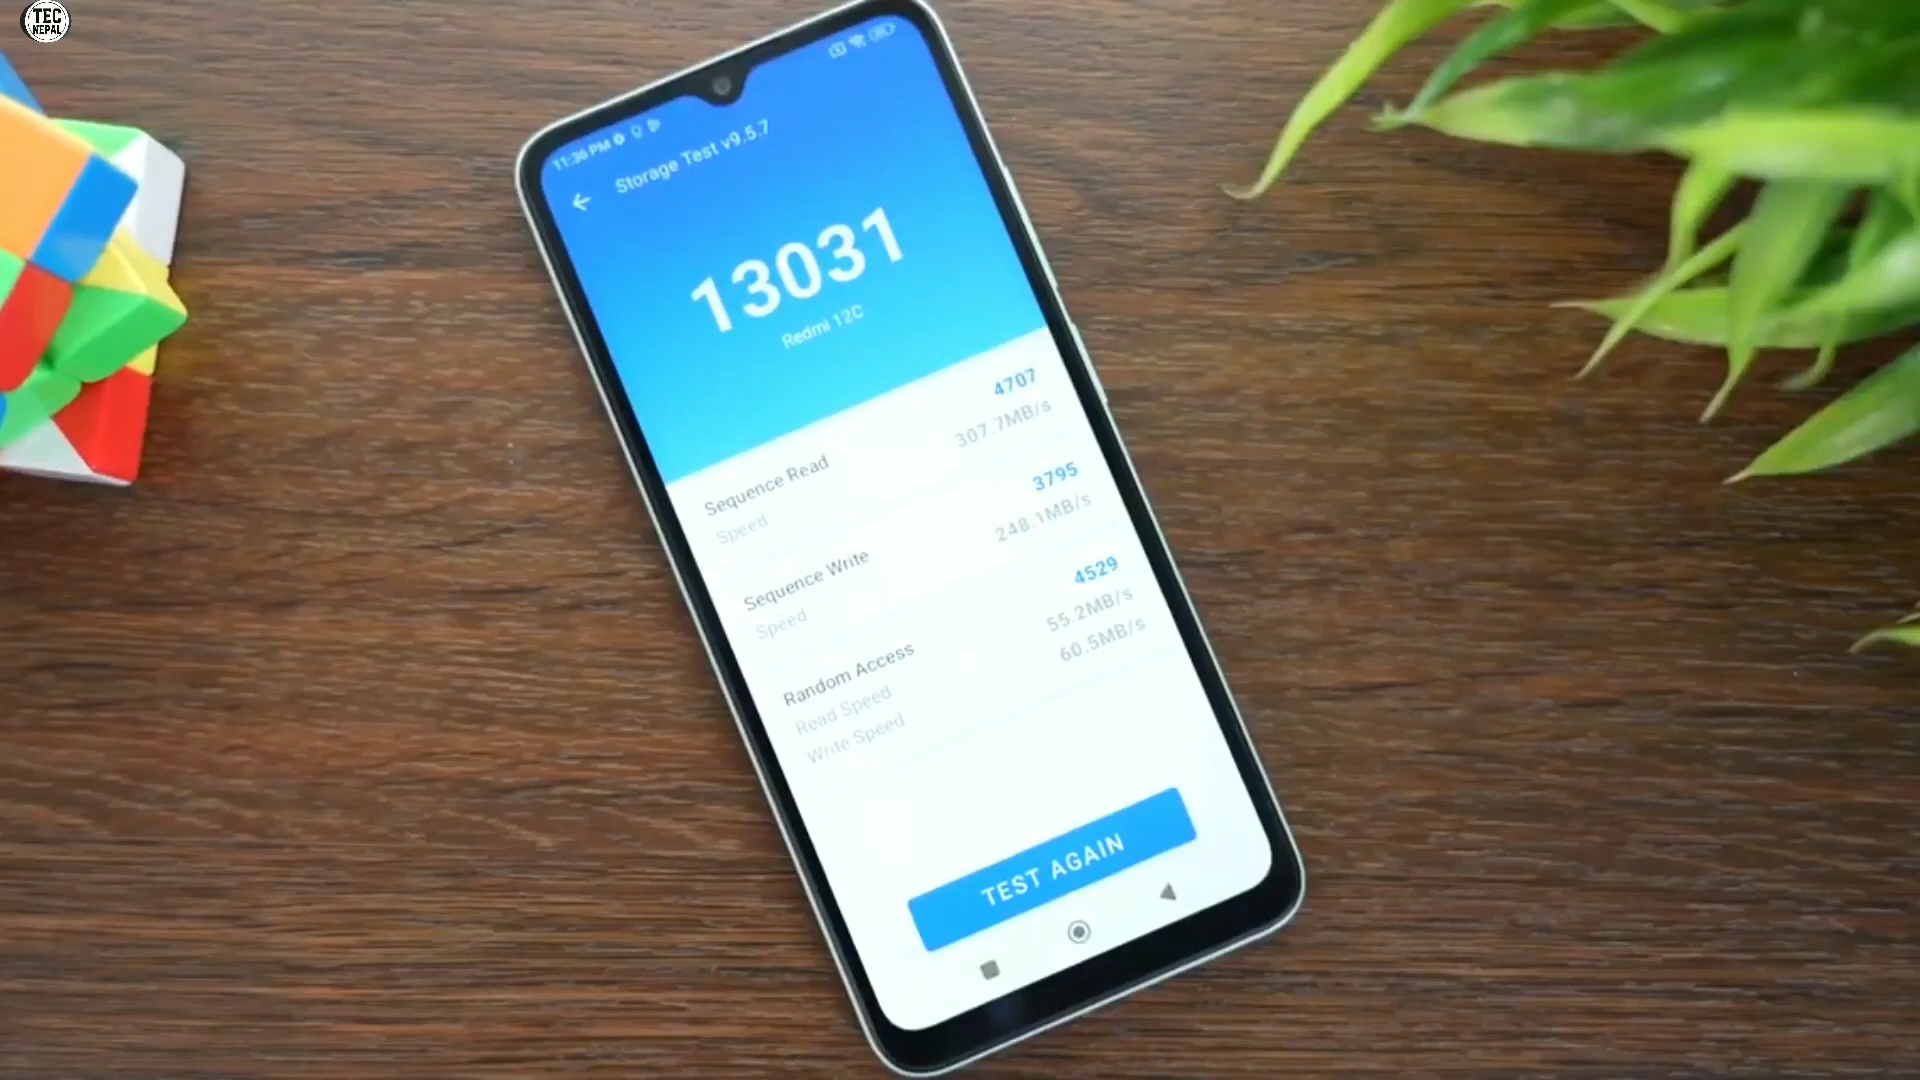 TEC
NEPAL
11:36 PM
Storage Test v9.5.7
13031
Redmi 12C
Sequence Read 4707
Speed 307.7MB/s
Sequence Write 3795
Speed 248.1MB/s
Random Access 4529
Read Speed 55.2MB/s
Write Speed 60.5MB/s
TEST AGAIN